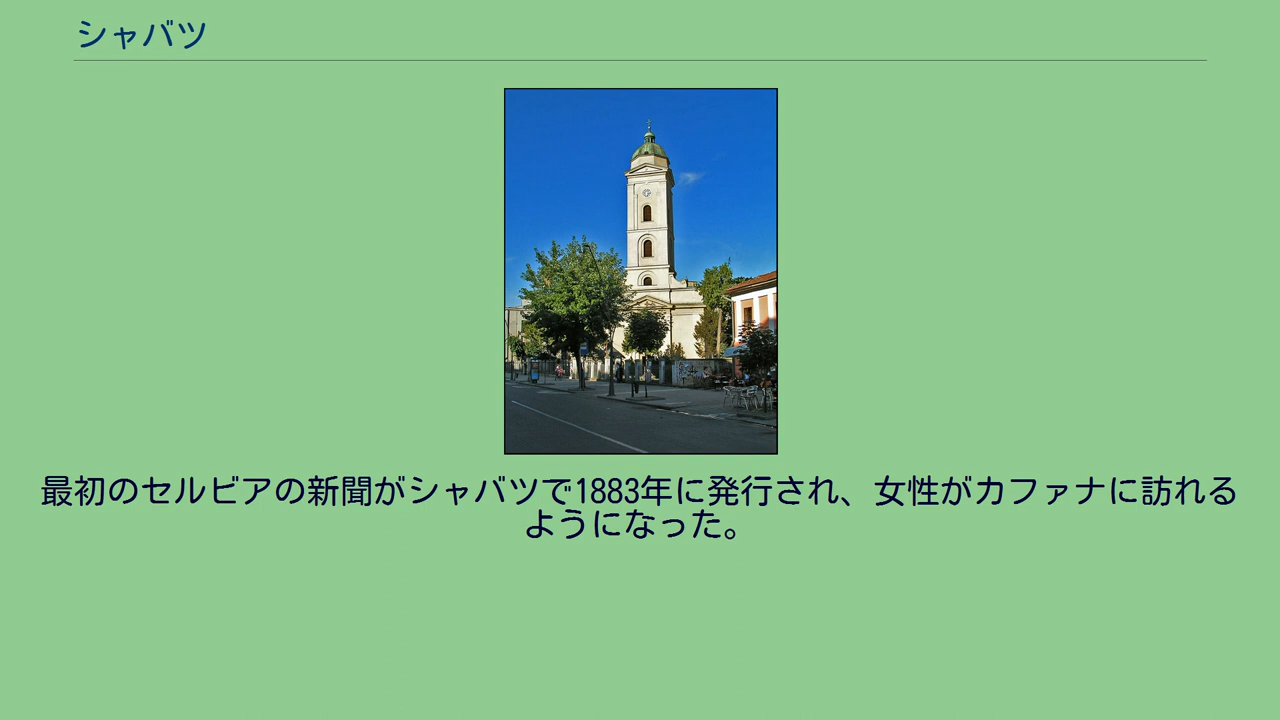 シャバツ
最初のセルビアの新聞がシャバツで1883年に発行され、女性がカファナに訪れる
ようになった。